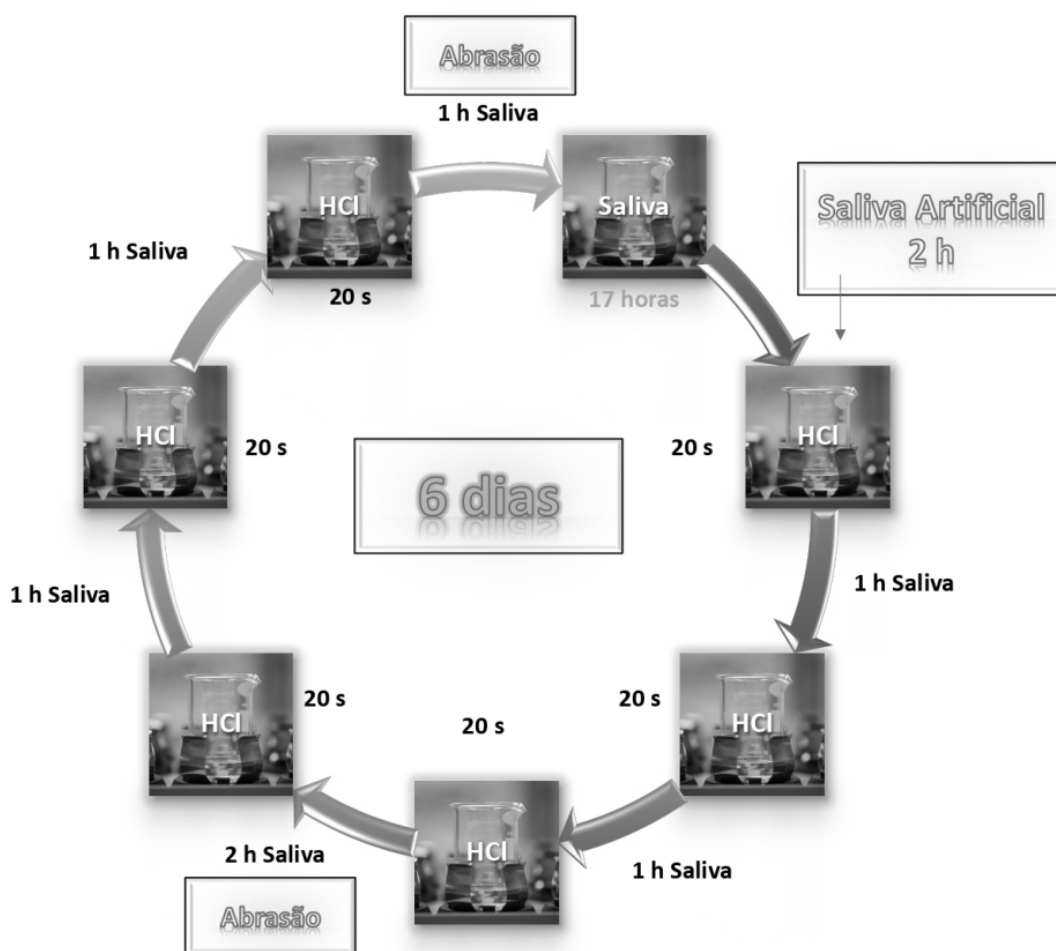 Abrasão
1 h Saliva
HCl
Saliva
Saliva Artificial
2 h
1 h Saliva
20 s
17 horas
HCl
20 s
6 dias
20 s
HCl
1 h Saliva
1 h Saliva
HCl
20 s
20 s
20 s
HCl
HCl
2 h Saliva
1 h Saliva
Abrasão